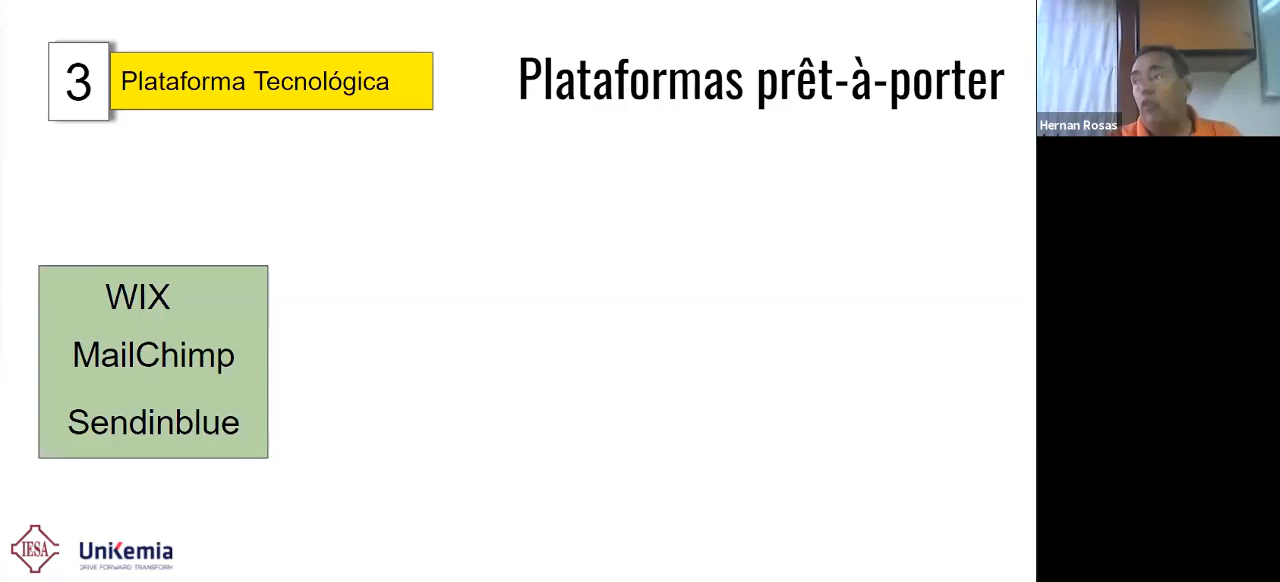 3
Plataforma Tecnológica
Plataformas prêt-à-porter
Hernan Rosas
WIX
MailChimp
Sendinblue
IESA
UniKemia
DRIVE FORWARD TRANSFORM